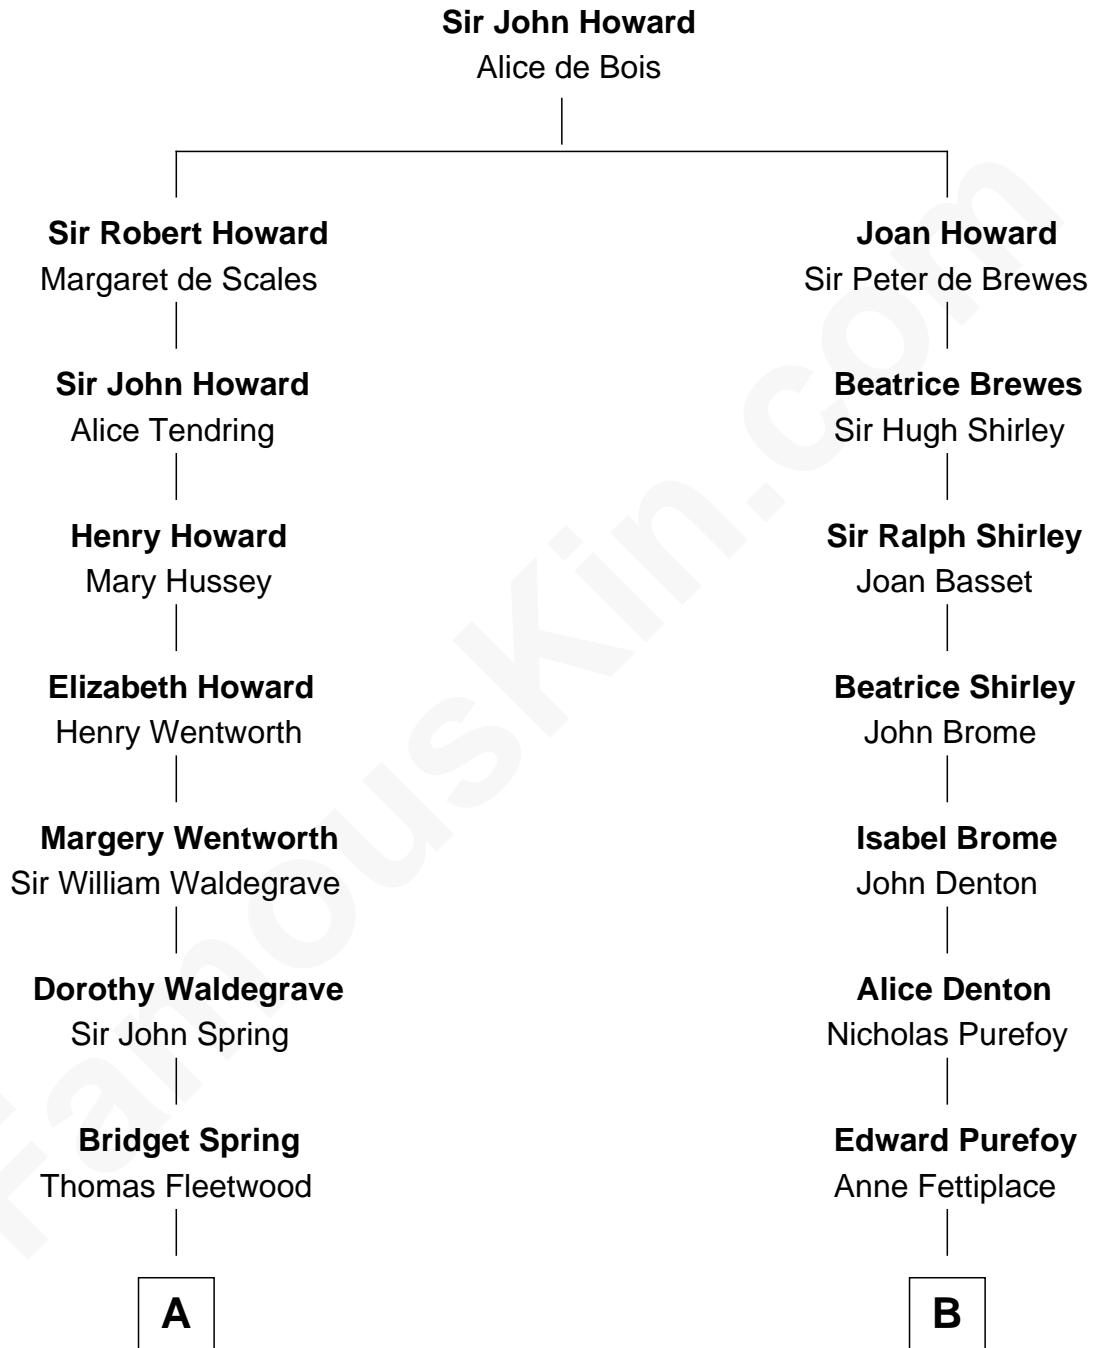 Sir John Howard
Alice de Bois
Sir Robert Howard
Margaret de Scales
Joan Howard
Sir Peter de Brewes
Sir John Howard
Alice Tendring
Beatrice Brewes
Sir Hugh Shirley
Henry Howard
Mary Hussey
Sir Ralph Shirley
Joan Basset
Elizabeth Howard
Henry Wentworth
Beatrice Shirley
John Brome
Margery Wentworth
Sir William Waldegrave
Isabel Brome
John Denton
Dorothy Waldegrave
Sir John Spring
Alice Denton
Nicholas Purefoy
Bridget Spring
Thomas Fleetwood
Edward Purefoy
Anne Fettiplace
A
B
FamousKin.com